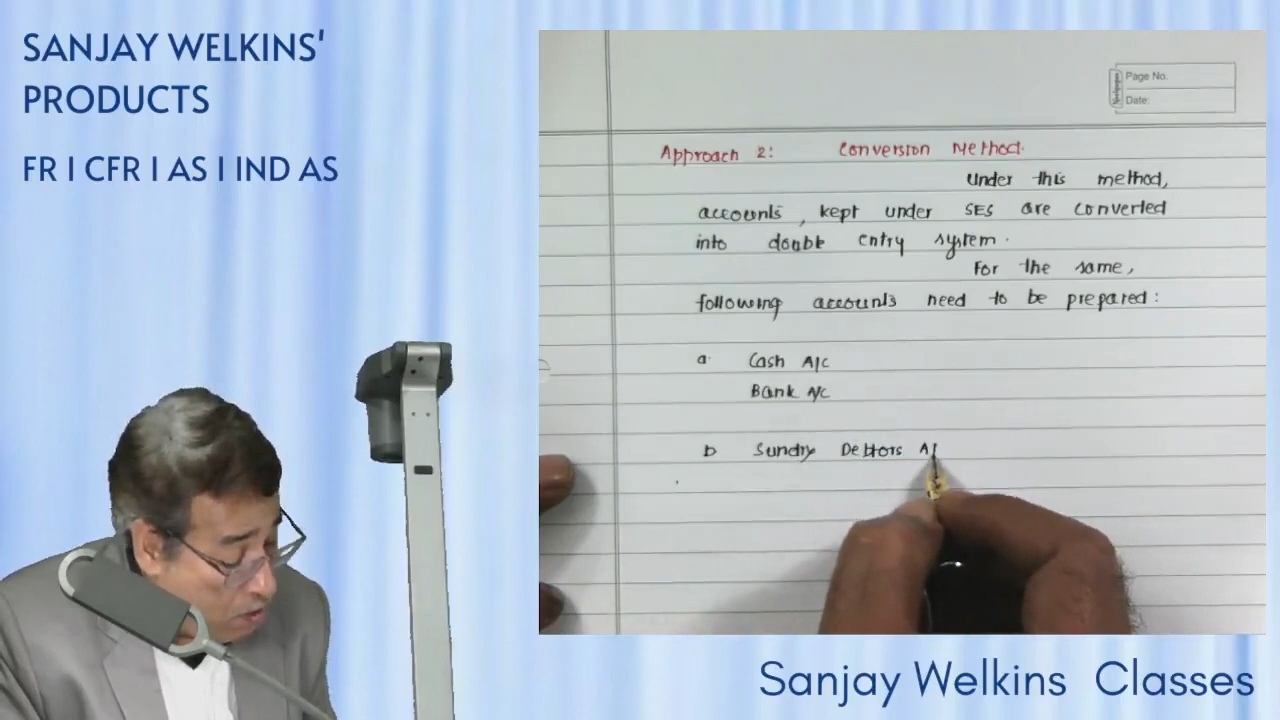 SANJAY WELKINS'
PRODUCTS
FR I CFR I AS I IND AS
Page No.
Date:
Approach 2: Conversion Method.
Under this method,
accounts, kept under SES are converted
into double entry system.
For the same,
following accounts need to be prepared:
a. Cash A/C
Bank A/C
b Sundry Debtors A/
Sanjay Welkins Classes